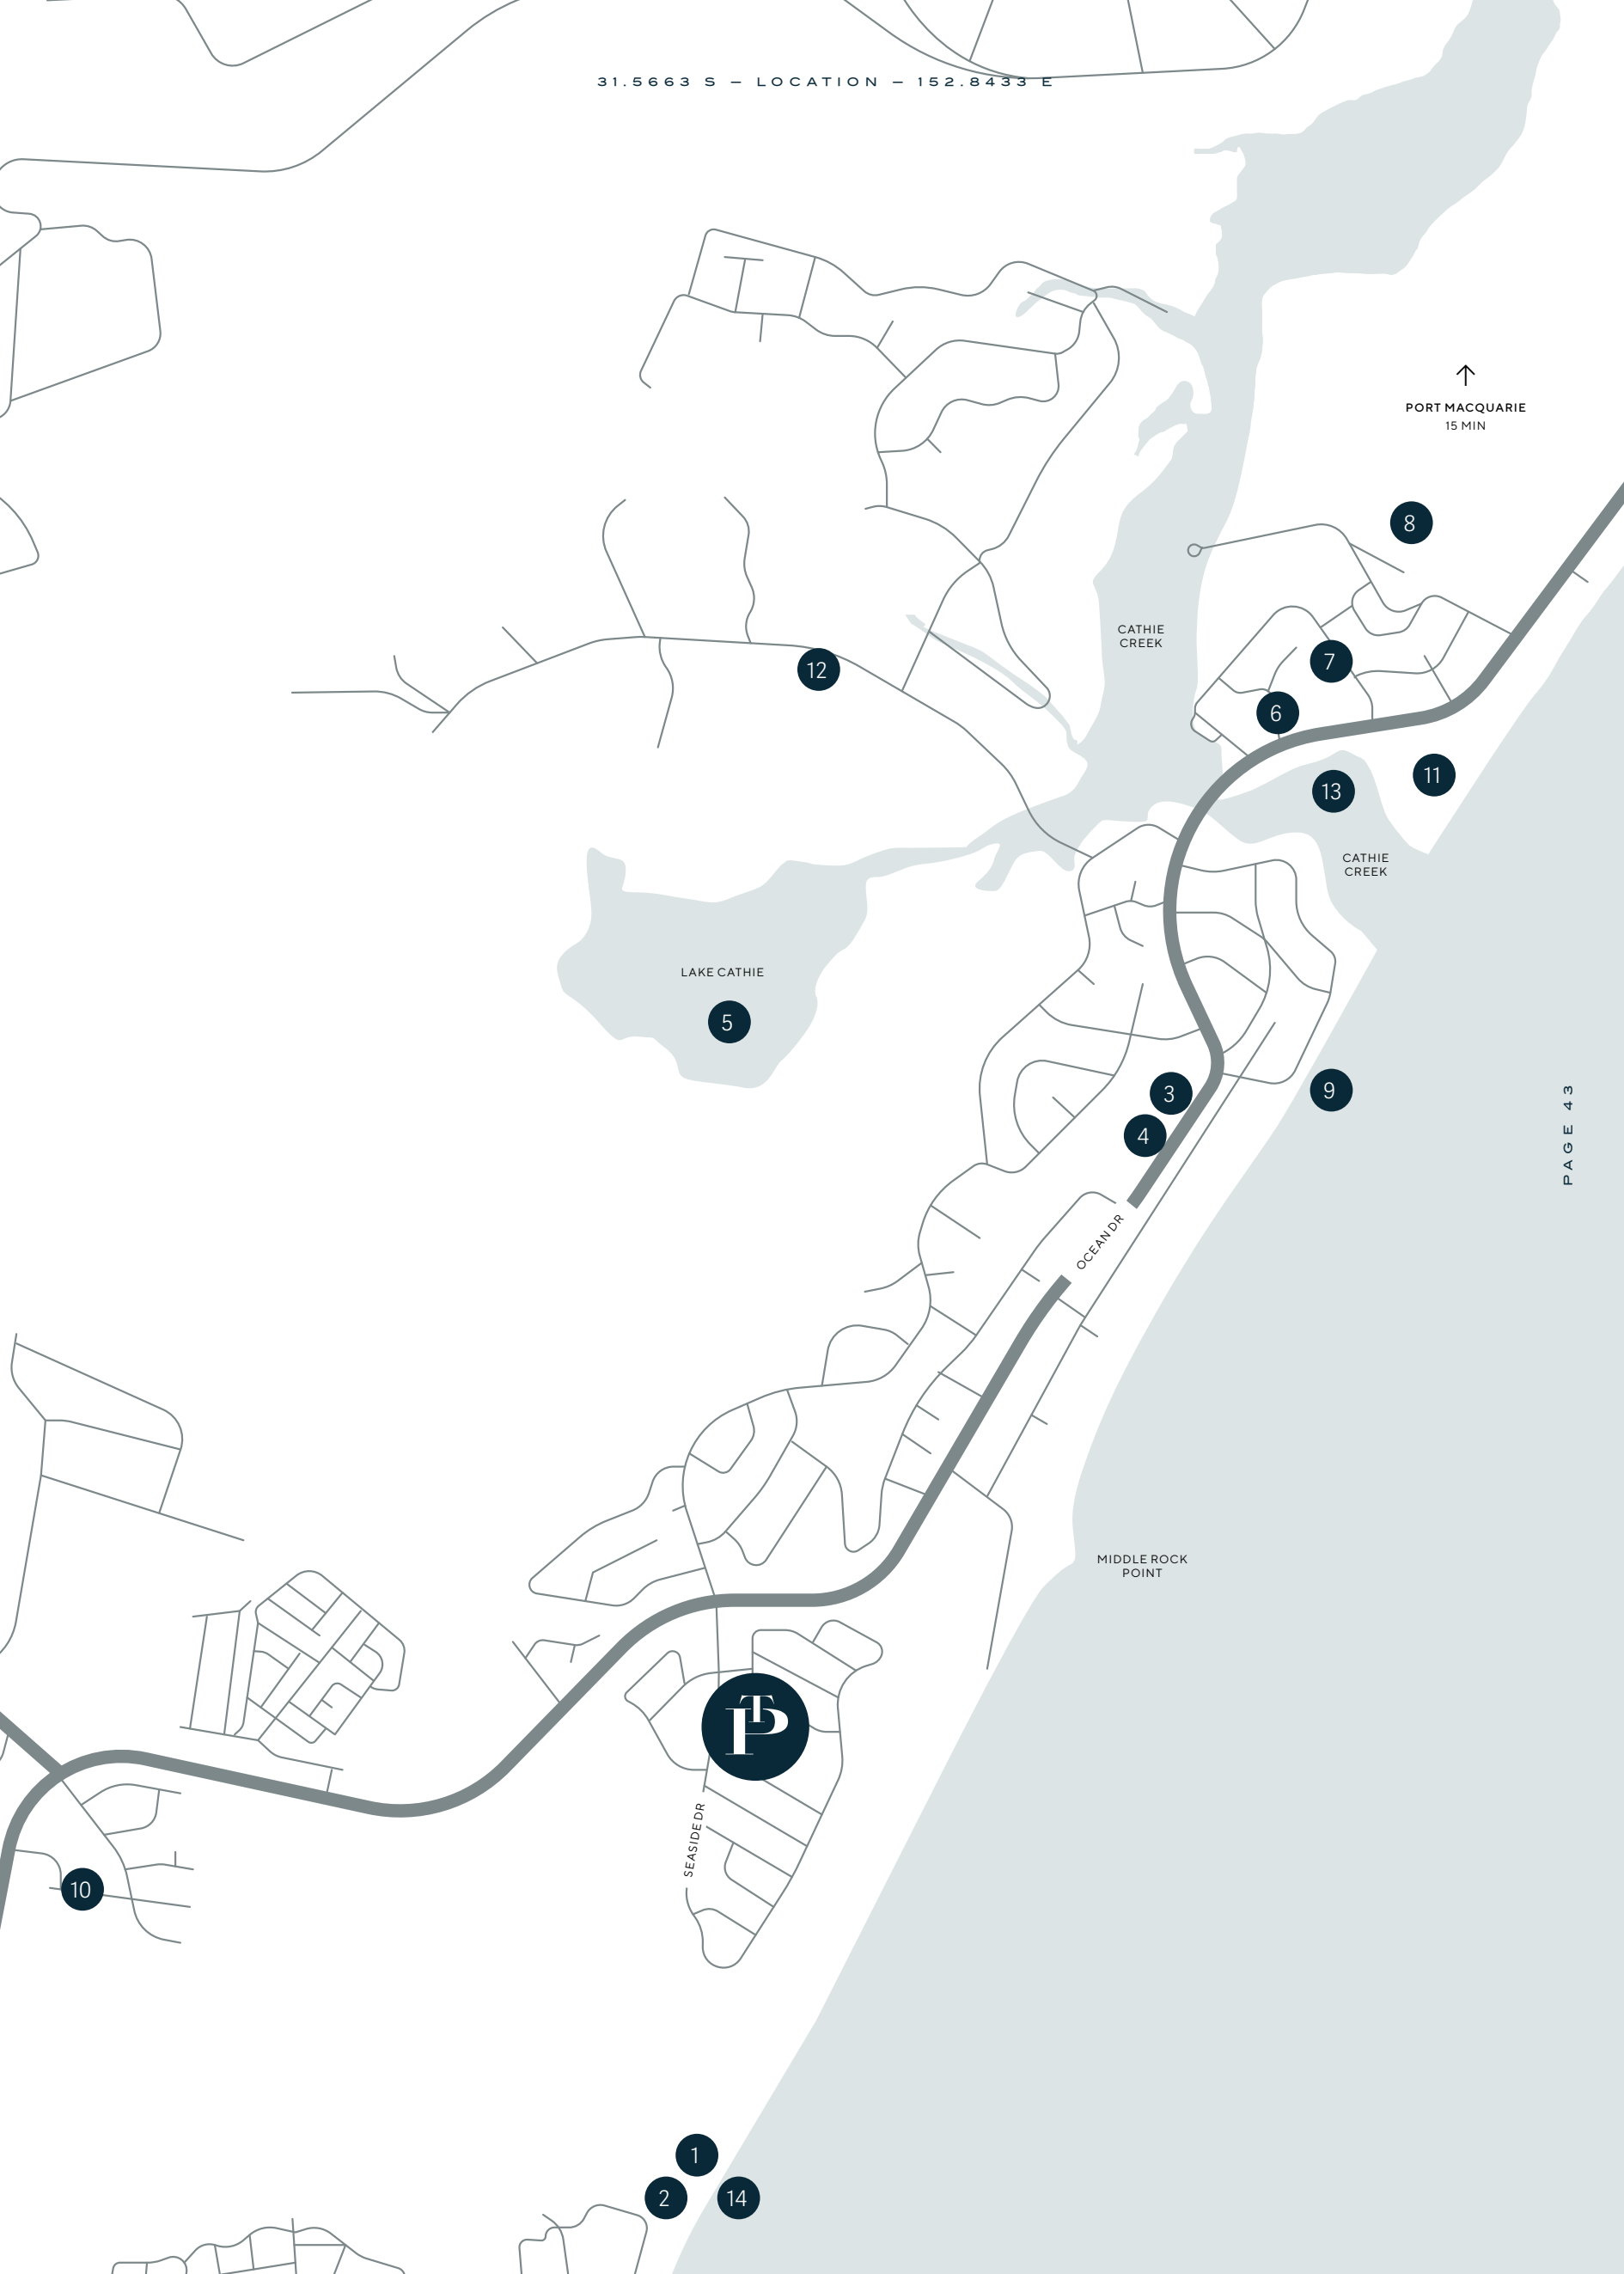 31.5663 S – LOCATION – 152.8433 E
PORT MACQUARIE
15 MIN
8
CATHIE
CREEK
7
12
6
11
13
CATHIE
CREEK
LAKE CATHIE
5
3
9
4
PAGE 43
OCEAN DR
MIDDLE ROCK
POINT
TP
SEASIDE DR
10
1
2
14